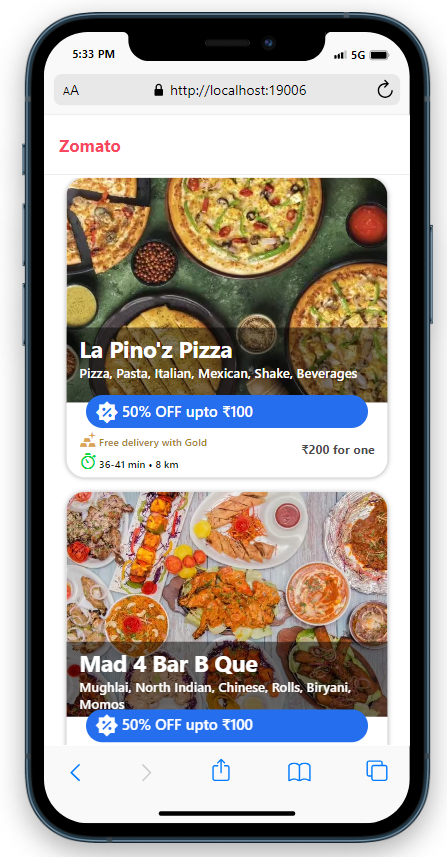 5:33 PM
5G
AA
http://localhost:19006
Zomato
La Pino'z Pizza
Pizza, Pasta, Italian, Mexican, Shake, Beverages
50% OFF upto ₹100
Free delivery with Gold
₹200 for one
36-41 min • 8 km
Mad 4 Bar B Que
Mughlai, North Indian, Chinese, Rolls, Biryani,
Momos
50% OFF upto ₹100